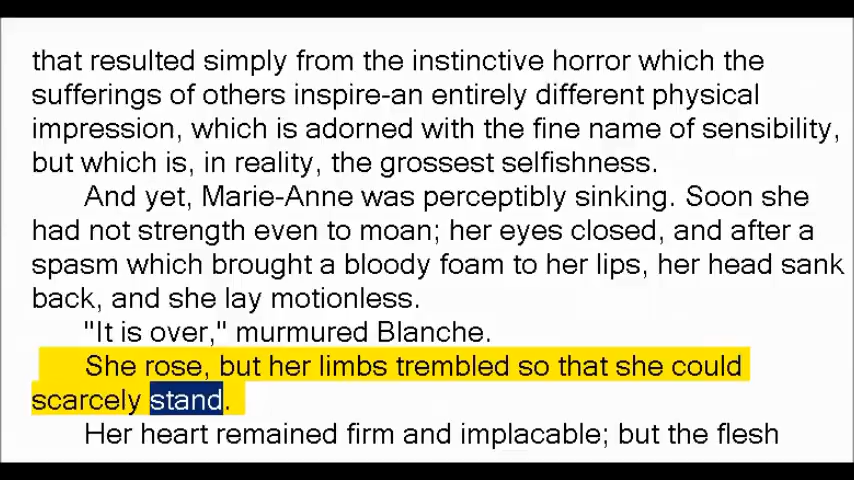 that resulted simply from the instinctive horror which the
sufferings of others inspire-an entirely different physical
impression, which is adorned with the fine name of sensibility,
but which is, in reality, the grossest selfishness.
And yet, Marie-Anne was perceptibly sinking. Soon she
had not strength even to moan; her eyes closed, and after a
spasm which brought a bloody foam to her lips, her head sank
back, and she lay motionless.
"It is over," murmured Blanche.
She rose, but her limbs trembled so that she could
scarcely stand.
Her heart remained firm and implacable; but the flesh